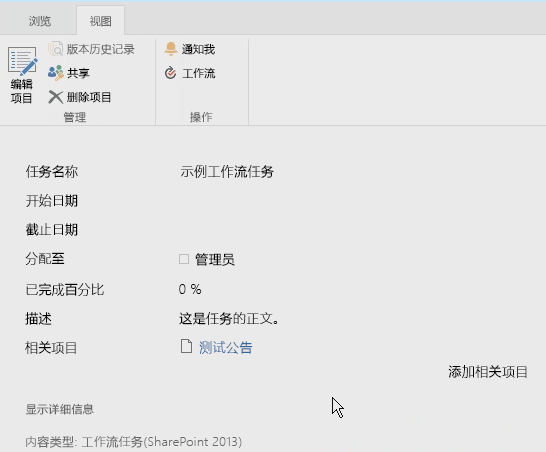 浏览 视图
编辑项目
版本历史记录
共享
删除项目
管理
通知我
工作流
操作
任务名称 示例工作流任务
开始日期
截止日期
分配至 管理员
已完成百分比 0 %
描述 这是任务的正文。
相关项目 测试公告
添加相关项目
显示详细信息
内容类型: 工作流任务(SharePoint 2013)